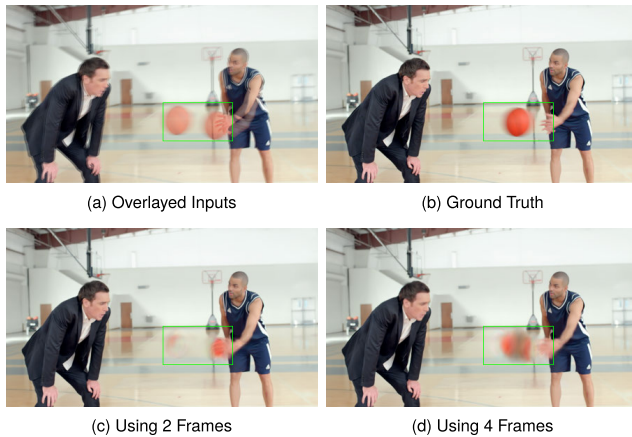 (a) Overlayed Inputs
(b) Ground Truth
(c) Using 2 Frames
(d) Using 4 Frames